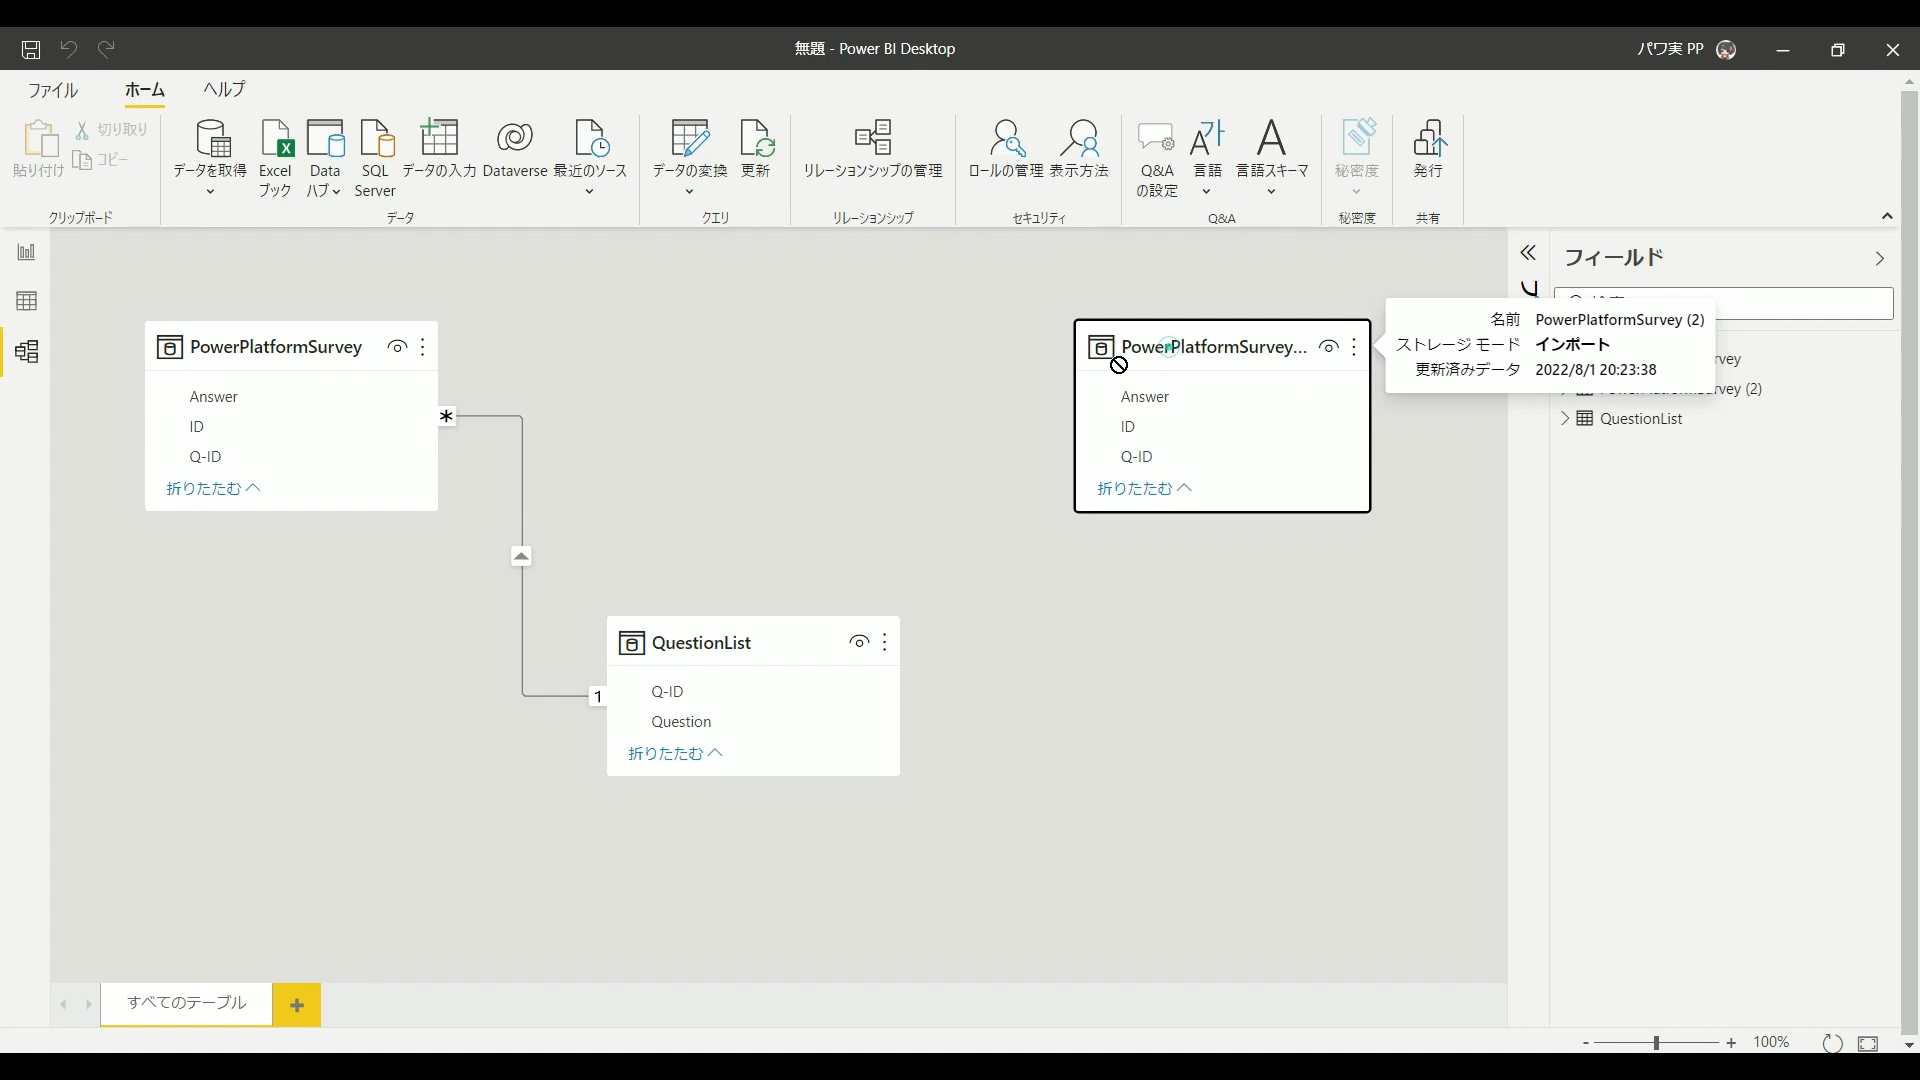 無題 - Power BI Desktop
パワ実 PP
ファイル
ホーム
ヘルプ
貼り付け
切り取り
コピー
クリップボード
データを取得
Excel
ブック
Data
ハブ
SQL
Server
データの入力
Dataverse
最近のソース
データ
データの変換
更新
クエリ
リレーションシップの管理
リレーションシップ
ロールの管理
表示方法
セキュリティ
Q&A
の設定
言語
言語スキーマ
Q&A
秘密度
秘密度
発行
共有
フィールド
PowerPlatformSurvey
Answer
ID
Q-ID
折りたたむ
*
1
QuestionList
Q-ID
Question
折りたたむ
PowerPlatformSurvey...
Answer
ID
Q-ID
折りたたむ
名前 PowerPlatformSurvey (2)
ストレージ モード インポート
更新済みデータ 2022/8/1 20:23:38
vey
vey (2)
QuestionList
すべてのテーブル
+
- + 100%